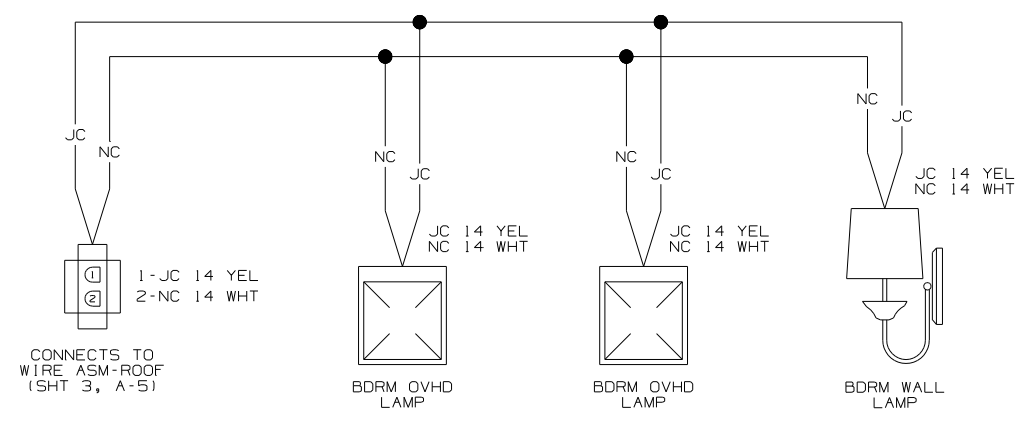 NC
JC
JC
NC
NC
NC
JC
JC
JC 14 YEL
NC 14 WHT
JC 14 YEL
NC 14 WHT
JC 14 YEL
NC 14 WHT
1
2
1-JC 14 YEL
2-NC 14 WHT
CONNECTS TO
WIRE ASM-ROOF
(SHT 3, A-5)
BDRM OVHD
LAMP
BDRM OVHD
LAMP
BDRM WALL
LAMP